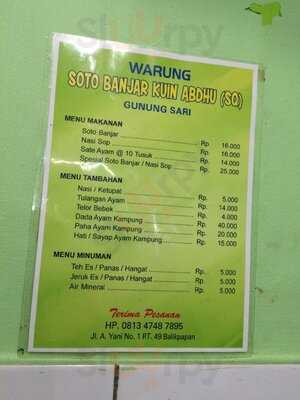 WARUNG
SOTO BANJAR KUIN ABDHU (SQ)
GUNUNG SARI
MENU MAKANAN
Soto Banjar Rp 16.000
Nasi Sop Rp 16.000
Sate Ayam @ 10 Tusuk Rp 14.000
Spesial Soto Banjar / Nasi Sop Rp. 25.000
MENU TAMBAHAN
Nasi / Ketupat Rp. 5.000
Tulangan Ayam Rp. 14.000
Telor Bebek Rp. 4.000
Dada Ayam Kampung Rp. 40.000
Paha Ayam Kampung Rp. 20.000
Hati / Sayap Ayam Kampung Rp. 15.000
MENU MINUMAN
Teh Es / Panas / Hangat Rp. 5.000
Jeruk Es / Panas / Hangat Rp. 5.000
Air Mineral Rp. 5.000
Terima Pesanan
HP. 0813 4748 7895
Jl. A. Yani No. 1 RT. 49 Balikpapan